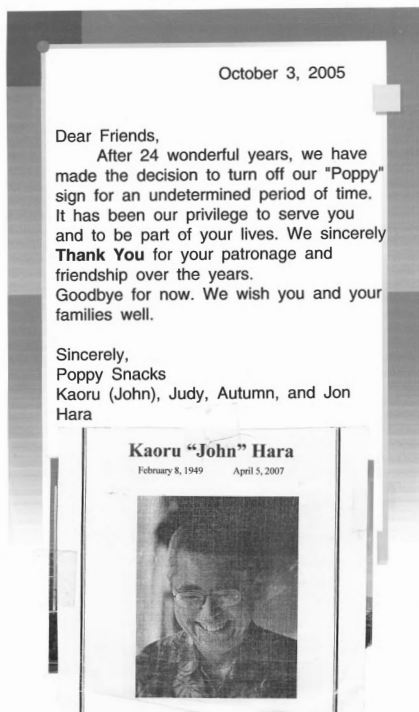 October 3, 2005
Dear Friends,
After 24 wonderful years, we have
made the decision to turn off our "Poppy"
sign for an undetermined period of time.
It has been our privilege to serve you
and to be part of your lives. We sincerely
Thank You for your patronage and
friendship over the years.
Goodbye for now. We wish you and your
families well.
Sincerely,
Poppy Snacks
Kaoru (John), Judy, Autumn, and Jon
Hara
Kaoru “John” Hara
February 8, 1949 April 5, 2007